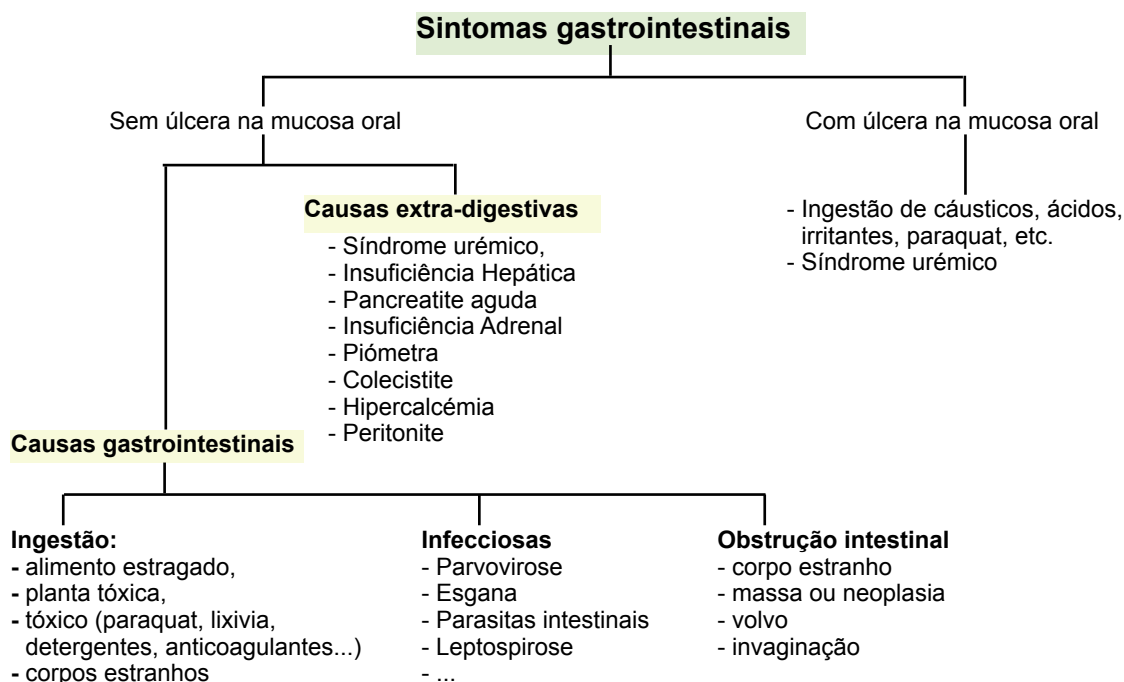 Sintomas gastrointestinais
Sem úlcera na mucosa oral
Com úlcera na mucosa oral
Causas extra-digestivas
- Síndrome urémico,
- Insuficiência Hepática
- Pancreatite aguda
- Insuficiência Adrenal
- Piómetra
- Colecistite
- Hipercalcémia
- Peritonite
- Ingestão de cáusticos, ácidos,
irritantes, paraquat, etc.
- Síndrome urémico
Causas gastrointestinais
Ingestão:
- alimento estragado,
- planta tóxica,
- tóxico (paraquat, lixivia,
detergentes, anticoagulantes...)
- corpos estranhos
Infecciosas
- Parvovirose
- Esgana
- Parasitas intestinais
- Leptospirose
- ...
Obstrução intestinal
- corpo estranho
- massa ou neoplasia
- volvo
- invaginação